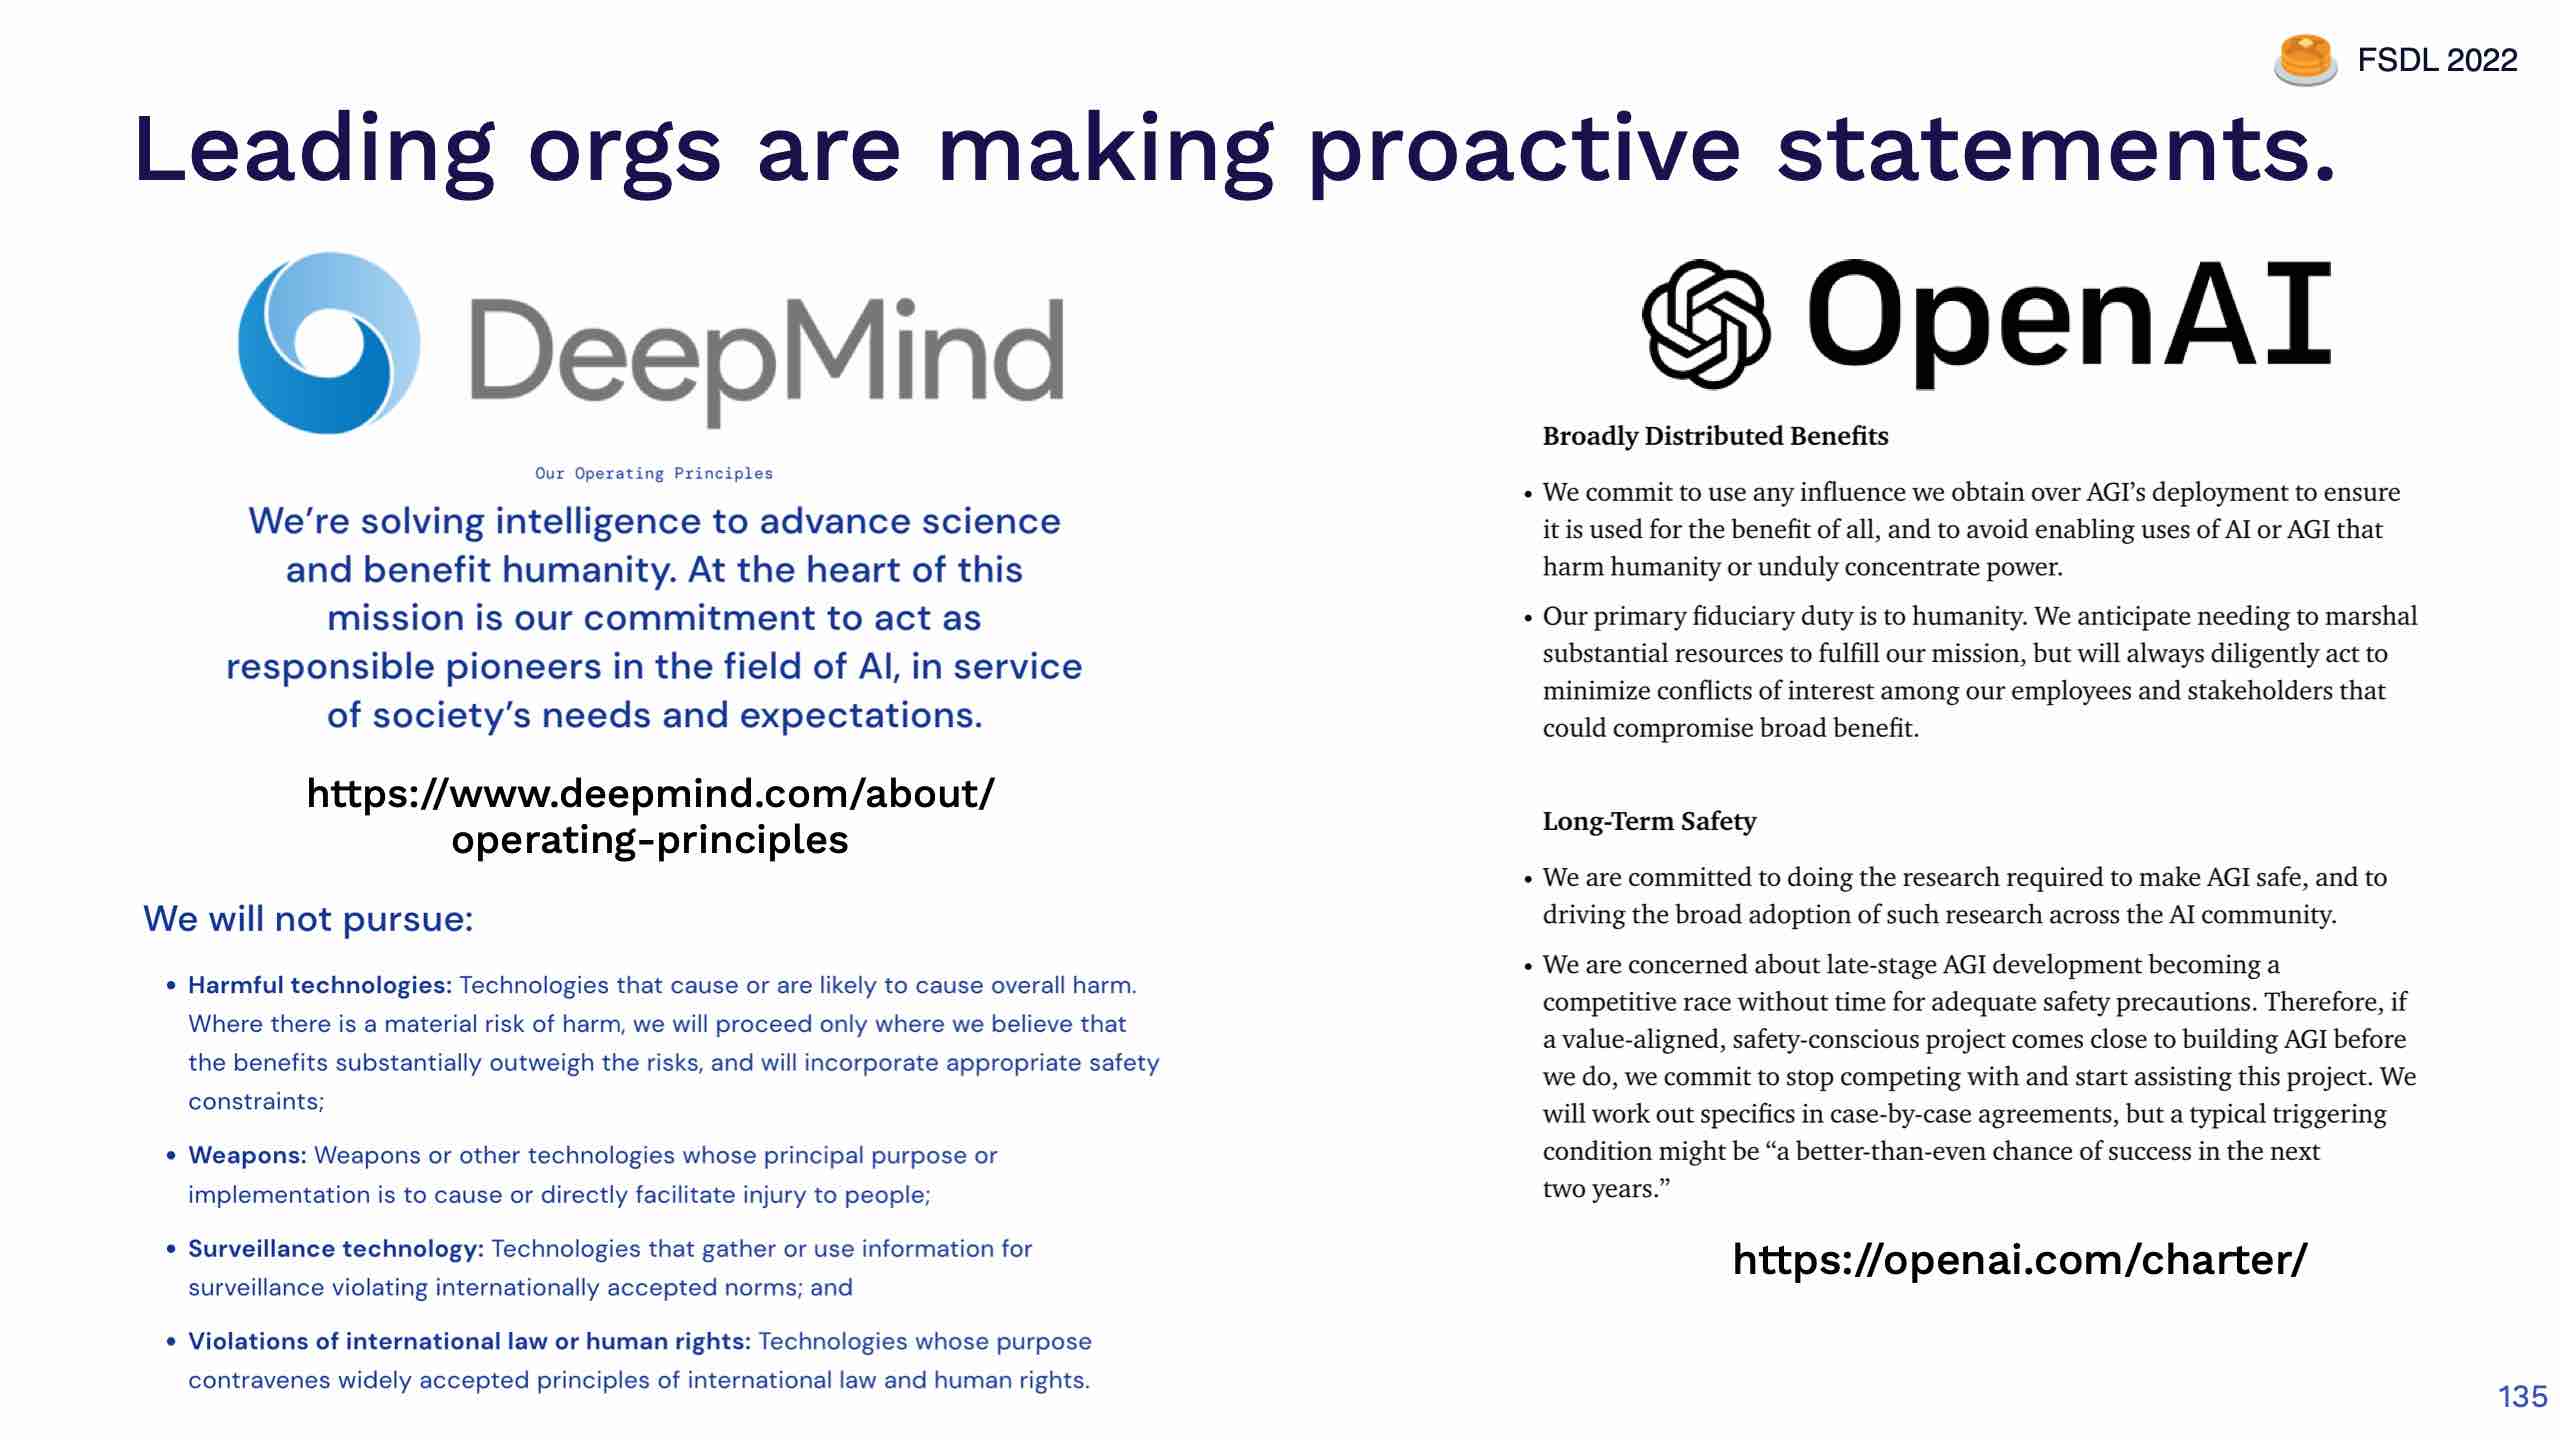 FSDL 2022
Leading orgs are making proactive statements.
DeepMind
Our Operating Principles
We’re solving intelligence to advance science
and benefit humanity. At the heart of this
mission is our commitment to act as
responsible pioneers in the field of AI, in service
of society’s needs and expectations.
https://www.deepmind.com/about/
operating-principles
We will not pursue:
• Harmful technologies: Technologies that cause or are likely to cause overall harm.
Where there is a material risk of harm, we will proceed only where we believe that
the benefits substantially outweigh the risks, and will incorporate appropriate safety
constraints;
• Weapons: Weapons or other technologies whose principal purpose or
implementation is to cause or directly facilitate injury to people;
• Surveillance technology: Technologies that gather or use information for
surveillance violating internationally accepted norms; and
• Violations of international law or human rights: Technologies whose purpose
contravenes widely accepted principles of international law and human rights.
OpenAI
Broadly Distributed Benefits
• We commit to use any influence we obtain over AGI’s deployment to ensure
it is used for the benefit of all, and to avoid enabling uses of AI or AGI that
harm humanity or unduly concentrate power.
• Our primary fiduciary duty is to humanity. We anticipate needing to marshal
substantial resources to fulfill our mission, but will always diligently act to
minimize conflicts of interest among our employees and stakeholders that
could compromise broad benefit.
Long-Term Safety
• We are committed to doing the research required to make AGI safe, and to
driving the broad adoption of such research across the AI community.
• We are concerned about late-stage AGI development becoming a
competitive race without time for adequate safety precautions. Therefore, if
a value-aligned, safety-conscious project comes close to building AGI before
we do, we commit to stop competing with and start assisting this project. We
will work out specifics in case-by-case agreements, but a typical triggering
condition might be “a better-than-even chance of success in the next
two years.”
https://openai.com/charter/
135